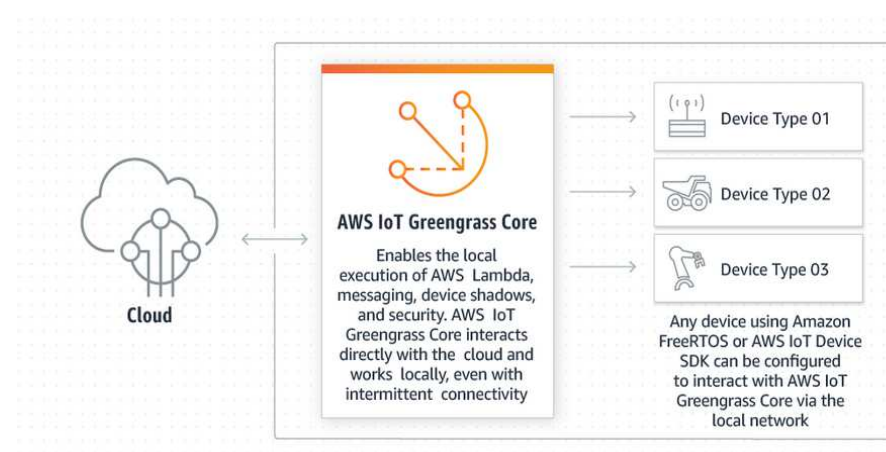 Cloud
AWS IoT Greengrass Core
Enables the local
execution of AWS Lambda,
messaging, device shadows,
and security. AWS IoT
Greengrass Core interacts
directly with the cloud and
works locally, even with
intermittent connectivity
Device Type 01
Device Type 02
Device Type 03
Any device using Amazon
FreeRTOS or AWS IoT Device
SDK can be configured
to interact with AWS IoT
Greengrass Core via the
local network